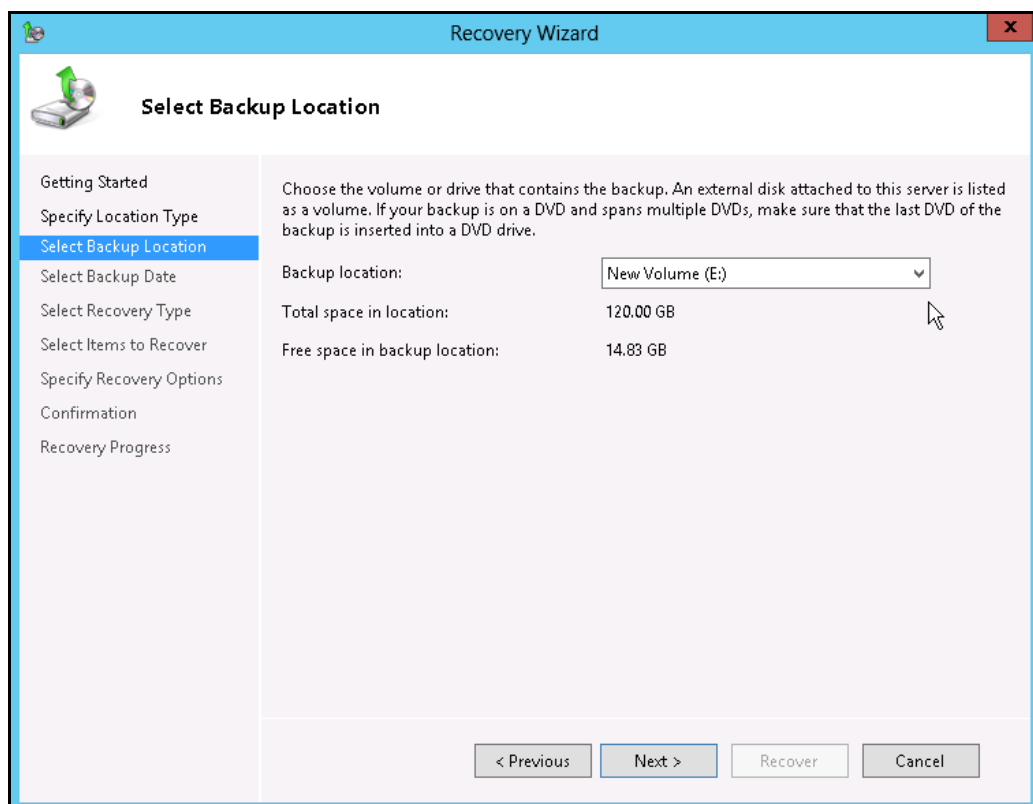 Recovery Wizard
x
Select Backup Location
Getting Started
Specify Location Type
Select Backup Location
Select Backup Date
Select Recovery Type
Select Items to Recover
Specify Recovery Options
Confirmation
Recovery Progress
Choose the volume or drive that contains the backup. An external disk attached to this server is listed
as a volume. If your backup is on a DVD and spans multiple DVDs, make sure that the last DVD of the
backup is inserted into a DVD drive.
Backup location: New Volume (E:)
Total space in location: 120.00 GB
Free space in backup location: 14.83 GB
< Previous Next > Recover Cancel